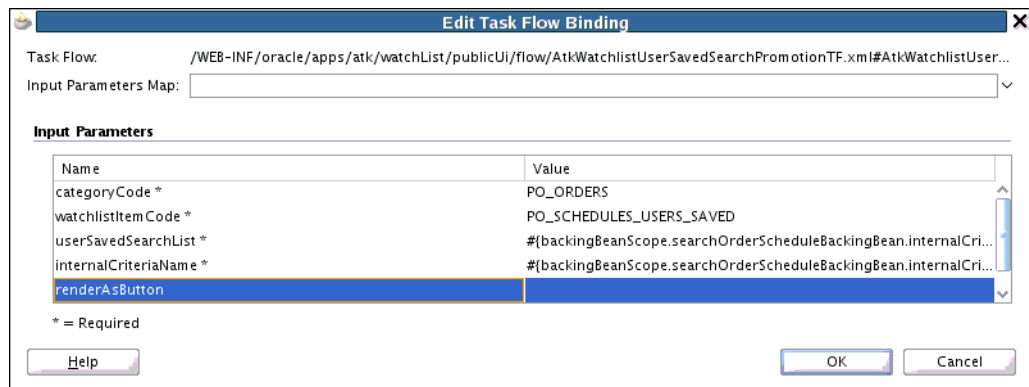 Edit Task Flow Binding
Task Flow: /WEB-INF/oracle/apps/atk/watchList/publicUi/flow/AtkWatchlistUserSavedSearchPromotionTF.xml#AtkWatchlistUser...
Input Parameters Map:
Input Parameters
Name Value
categoryCode * PO_ORDERS
watchlistItemCode * PO_SCHEDULES_USERS_SAVED
userSavedSearchList * #{backingBeanScope.searchOrderScheduleBackingBean.internalCri...
internalCriteriaName * #{backingBeanScope.searchOrderScheduleBackingBean.internalCri...
renderAsButton
* = Required
Help OK Cancel